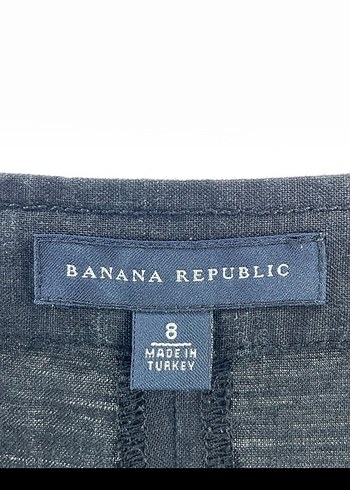 BANANA REPUBLIC
8
MADE IN
TURKEY